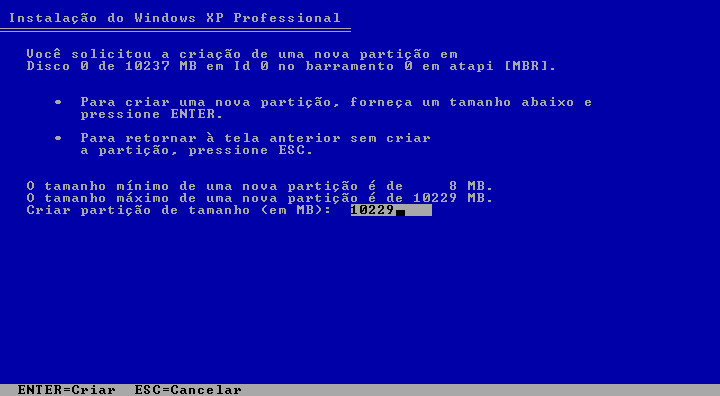 Instalação do Windows XP Professional
Você solicitou a criação de uma nova partição em
Disco 0 de 10237 MB em Id 0 no barramento 0 em atapi [MBR].
• Para criar uma nova partição, forneça um tamanho abaixo e
pressione ENTER.
• Para retornar à tela anterior sem criar
a partição, pressione ESC.
O tamanho mínimo de uma nova partição é de 8 MB.
O tamanho máximo de uma nova partição é de 10229 MB.
Criar partição de tamanho (em MB): 10229
ENTER=Criar ESC=Cancelar